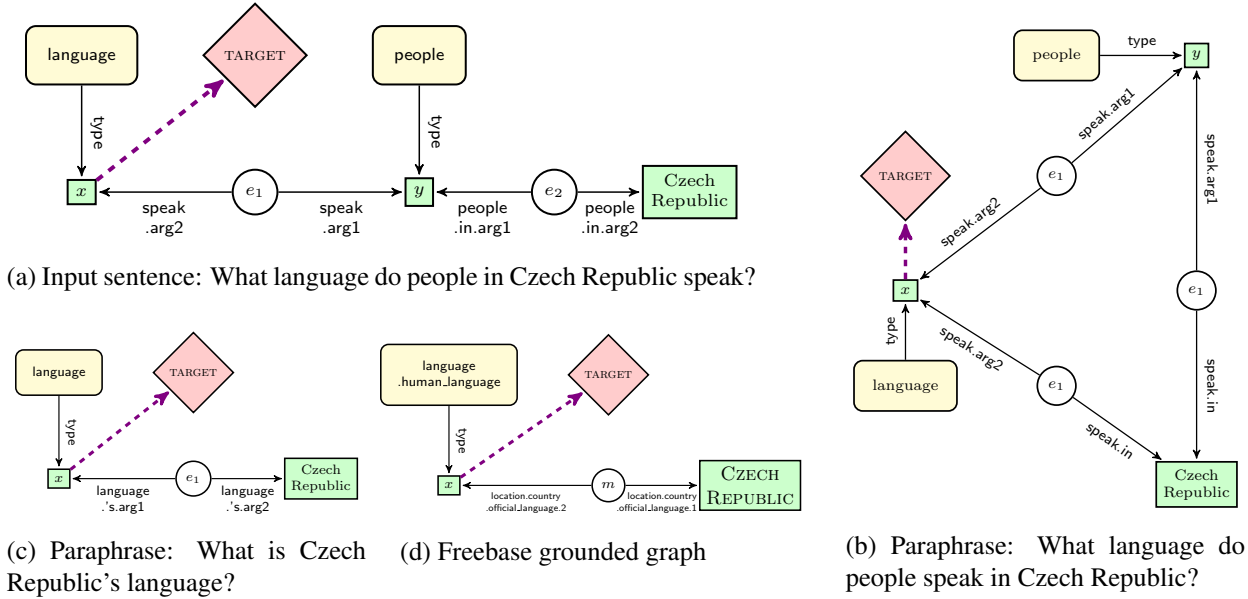 language
TARGET
people
type
type
x
e1
y
e2
Czech
Republic
speak
.arg2
speak
.arg1
people
.in.arg1
people
.in.arg2
(a) Input sentence: What language do people in Czech Republic speak?
language
TARGET
type
x
e1
Czech
Republic
language
.'s.arg1
language
.'s.arg2
(c) Paraphrase: What is Czech
Republic's language?
language
.human_language
TARGET
type
x
m
CZECH
REPUBLIC
location.country
.official_language.2
location.country
.official_language.1
(d) Freebase grounded graph
people
type
y
speak.arg1
speak.arg1
TARGET
e1
speak.arg2
x
e1
type
speak.arg2
language
e1
speak.in
speak.in
Czech
Republic
(b) Paraphrase: What language do
people speak in Czech Republic?